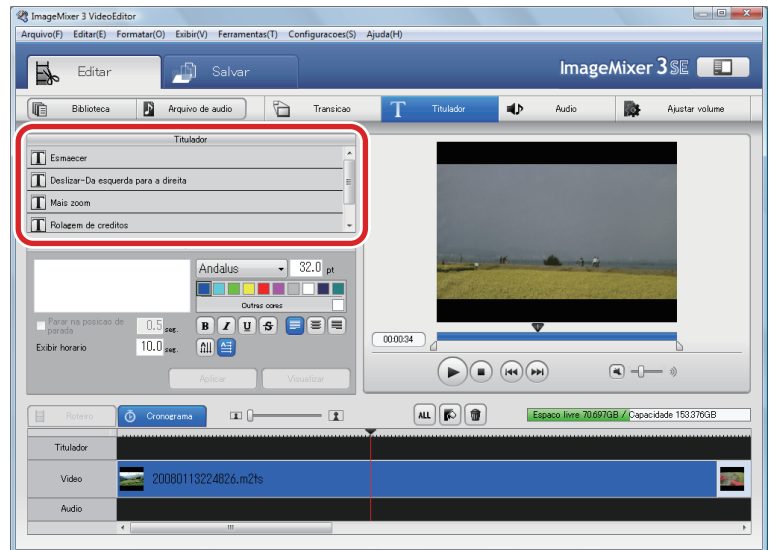 ImageMixer 3 VideoEditor
Arquivo(F) Editar(E) Formatar(O) Exibir(V) Ferramentas(T) Configuracoes(S) Ajuda(H)
Editar Salvar ImageMixer 3 SE
Biblioteca Arquivo de audio Transicao T Titulador Audio Ajustar volume
Titulador
T Esmaecer
T Deslizar-Da esquerda para a direita
T Mais zoom
T Rolagem de creditos
Andalus 32.0 pt
Outras cores
Parar na posicao de parada 0.5 seg. B I U S
Exibir horario 10.0 seg.
Aplicar Visualizar
00:00:34
Roteiro Cronograma ALL Espaco livre 70.697GB / Capacidade 153.376GB
Titulador
Video 20080113224826.m2ts
Audio